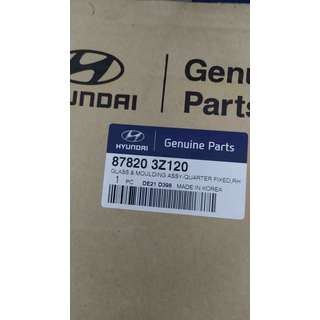 Genu
HYUNDAI
Parts
HYUNDAI Genuine Parts
87820 3Z120
GLASS & MOULDING ASSY-QUARTER FIXED,RH
1 PC DE21 D398 MADE IN KOREA